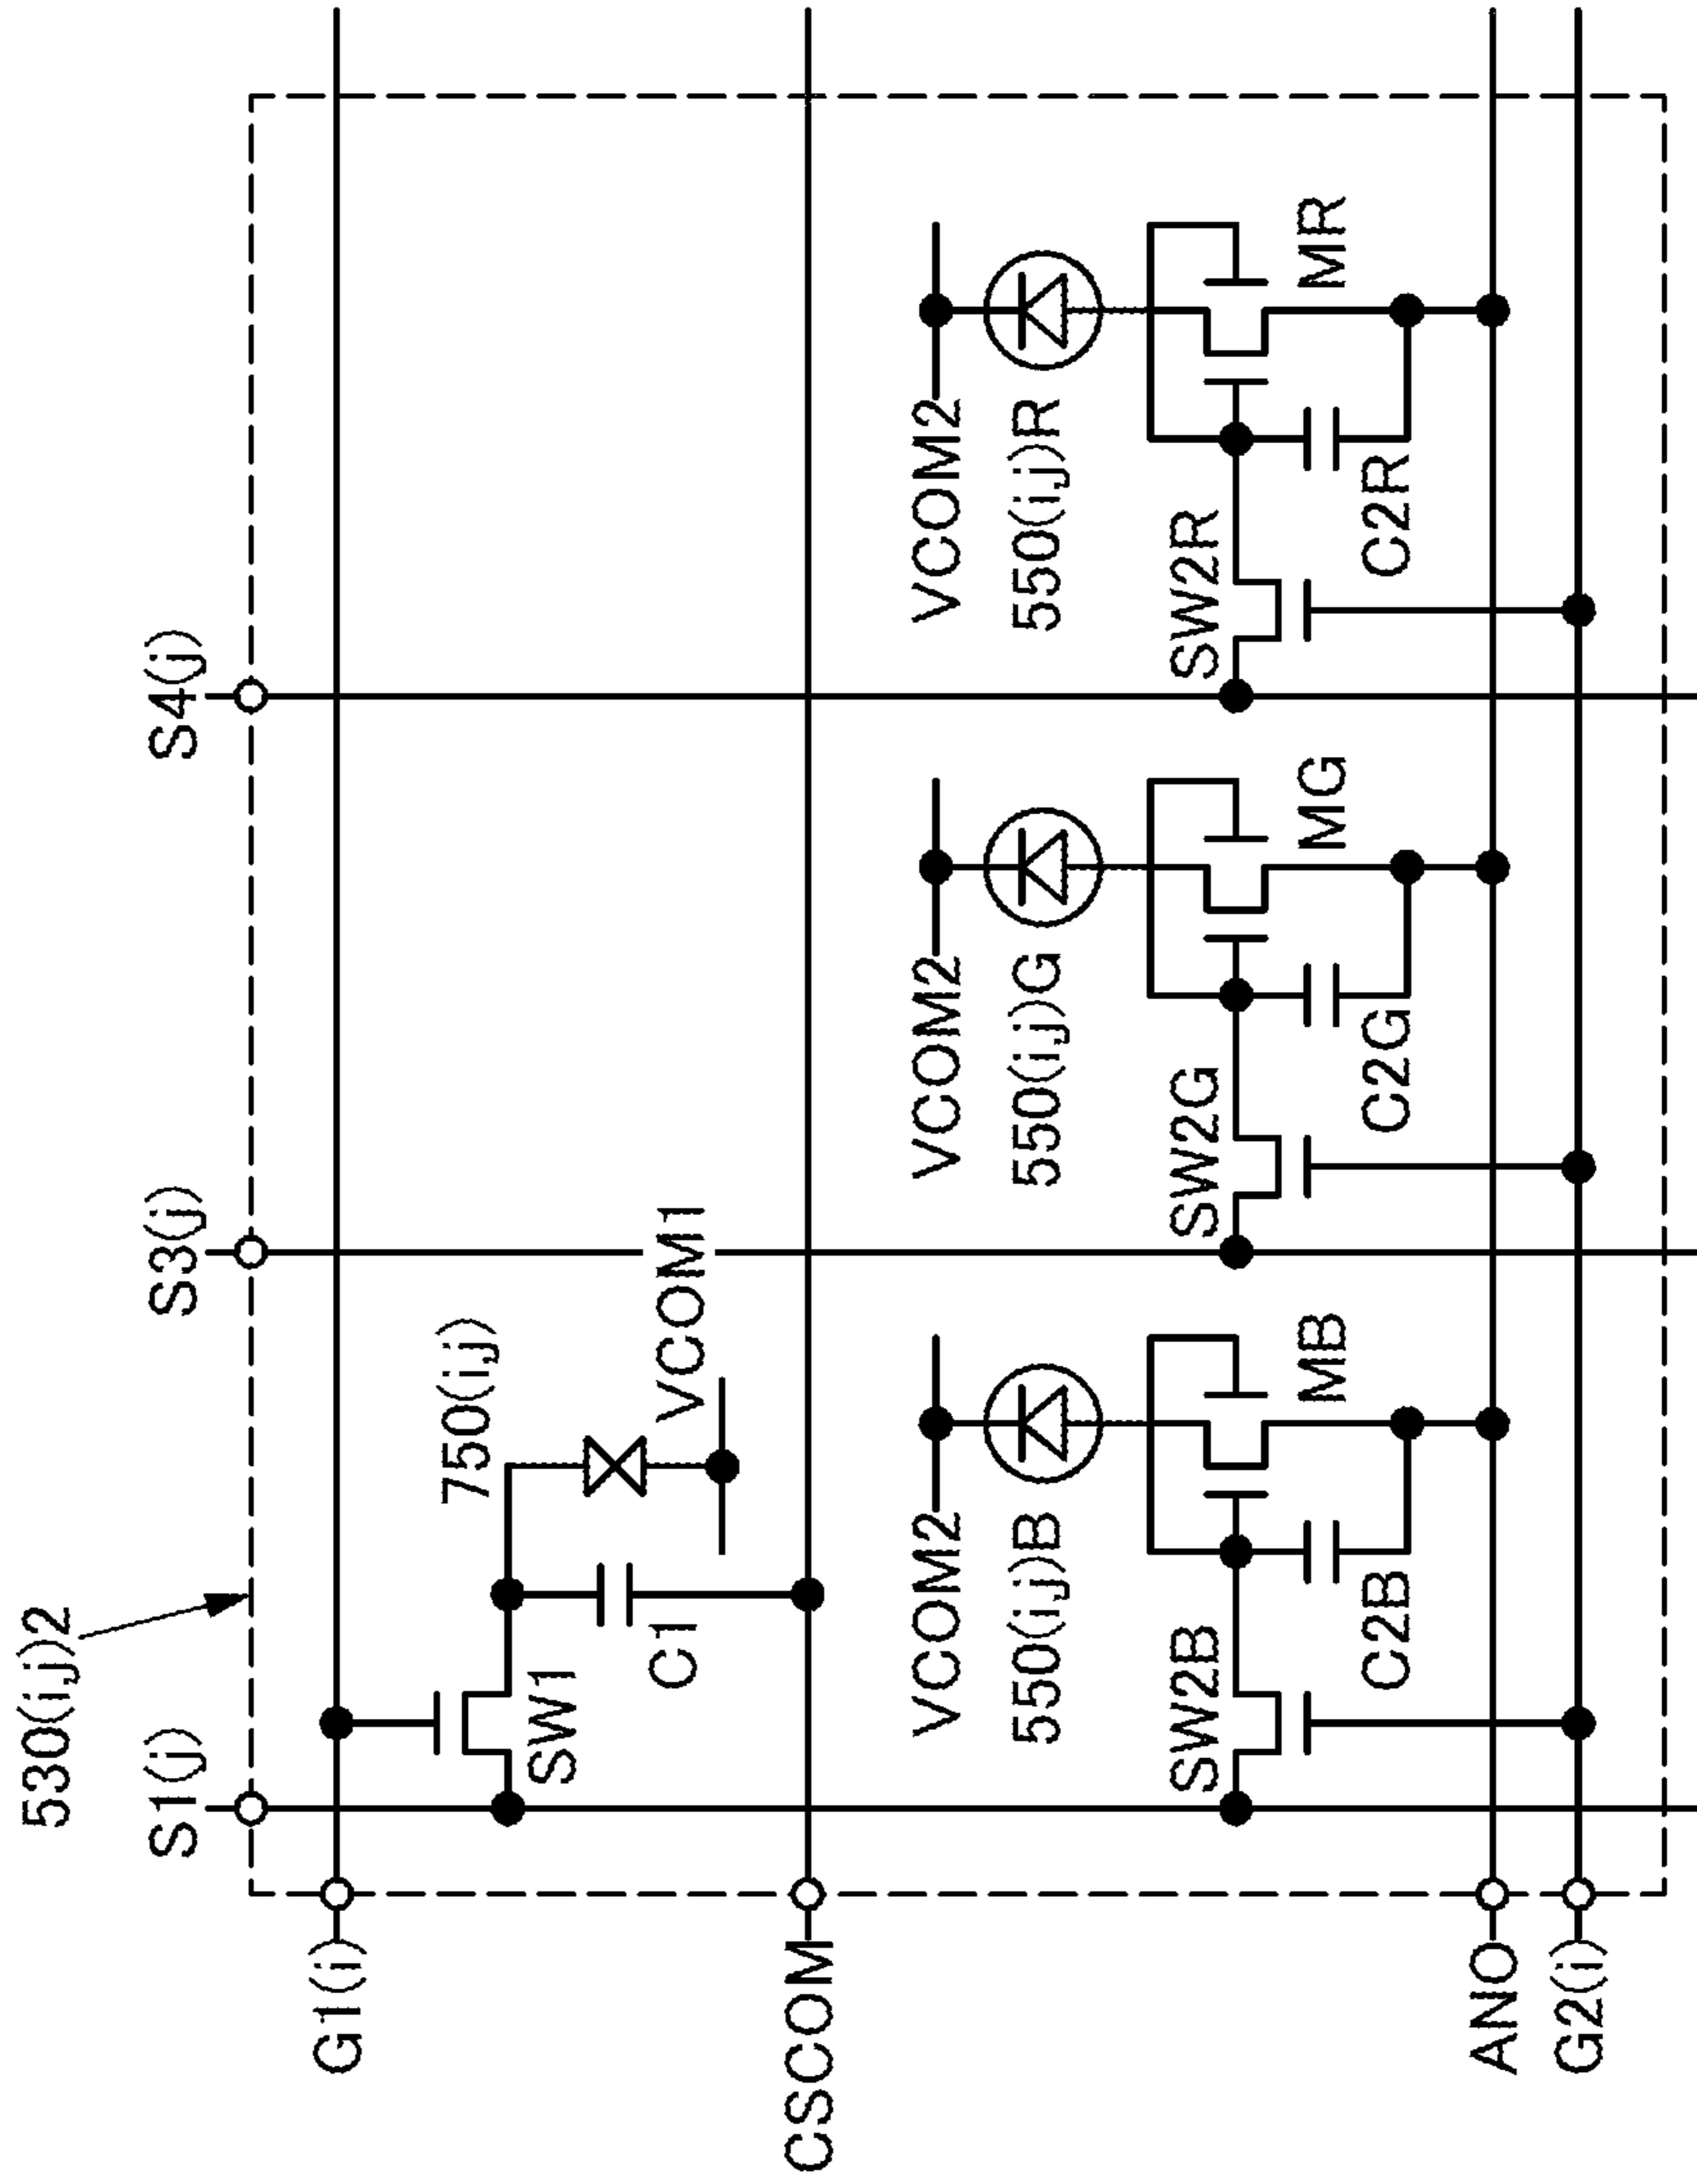 530(i,j)2
S1(j)
S3(j)
S4(j)
G1(i)
SW1
C1
750(i,j)
VCOM1
CSCOM
VCOM2
VCOM2
VCOM2
550(i,j)B
550(i,j)G
550(i,j)R
SW2B
SW2G
SW2R
MB
MG
MR
C2B
C2G
C2R
ANO
G2(i)